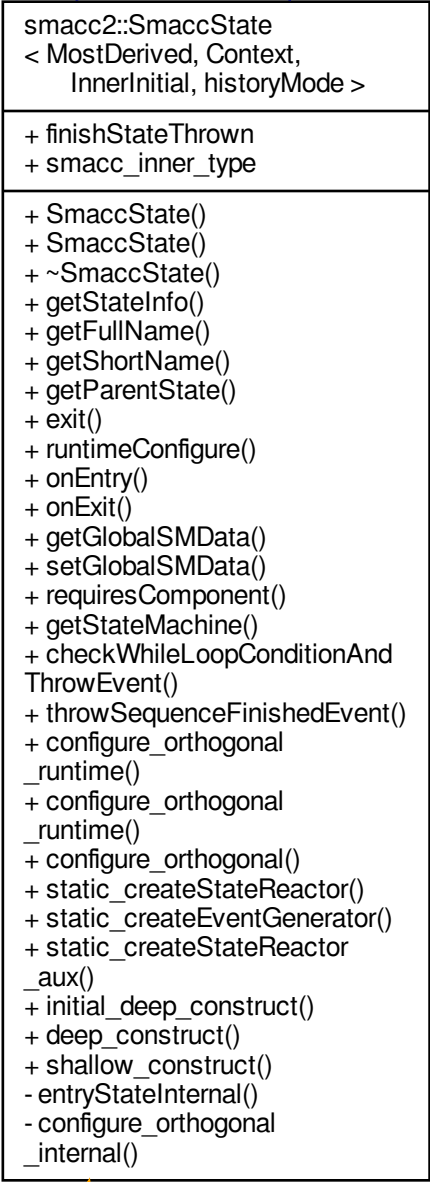 smacc2::SmaccState
< MostDerived, Context,
InnerInitial, historyMode >
+ finishStateThrown
+ smacc_inner_type
+ SmaccState()
+ SmaccState()
+ ~SmaccState()
+ getStateInfo()
+ getFullName()
+ getShortName()
+ getParentState()
+ exit()
+ runtimeConfigure()
+ onEntry()
+ onExit()
+ getGlobalSMData()
+ setGlobalSMData()
+ requiresComponent()
+ getStateMachine()
+ checkWhileLoopConditionAnd
ThrowEvent()
+ throwSequenceFinishedEvent()
+ configure_orthogonal
_runtime()
+ configure_orthogonal
_runtime()
+ configure_orthogonal()
+ static_createStateReactor()
+ static_createEventGenerator()
+ static_createStateReactor
_aux()
+ initial_deep_construct()
+ deep_construct()
+ shallow_construct()
- entryStateInternal()
- configure_orthogonal
_internal()